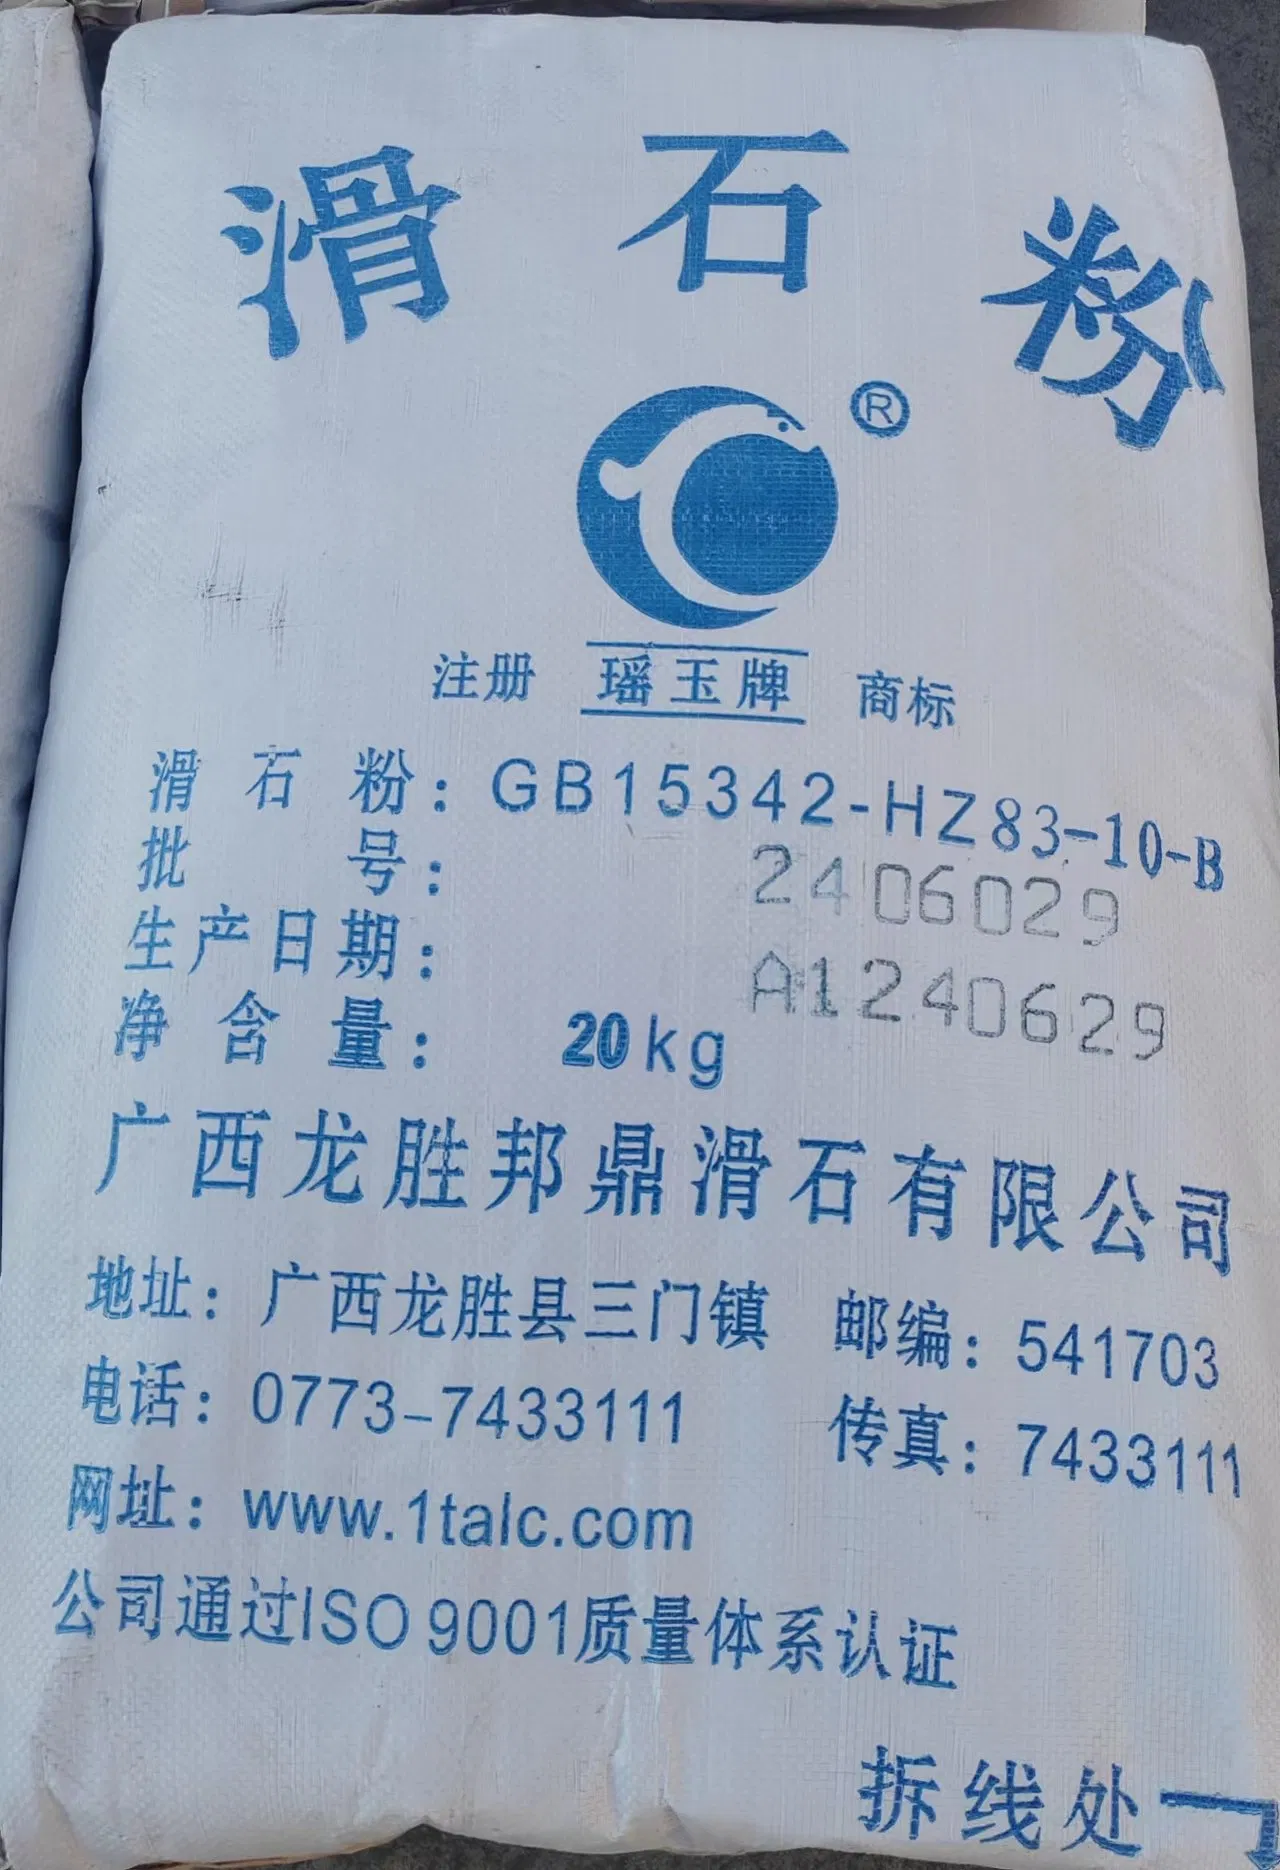 滑石粉
®
注册 瑶玉牌 商标
滑石粉：GB15342-HZ83-10-B
批号：2406029
生产日期：A1240629
净含量：20kg
广西龙胜邦鼎滑石有限公司
地址：广西龙胜县三门镇 邮编：541703
电话：0773-7433111 传真：7433111
网址：www.1talc.com
公司通过ISO9001质量体系认证
拆线处